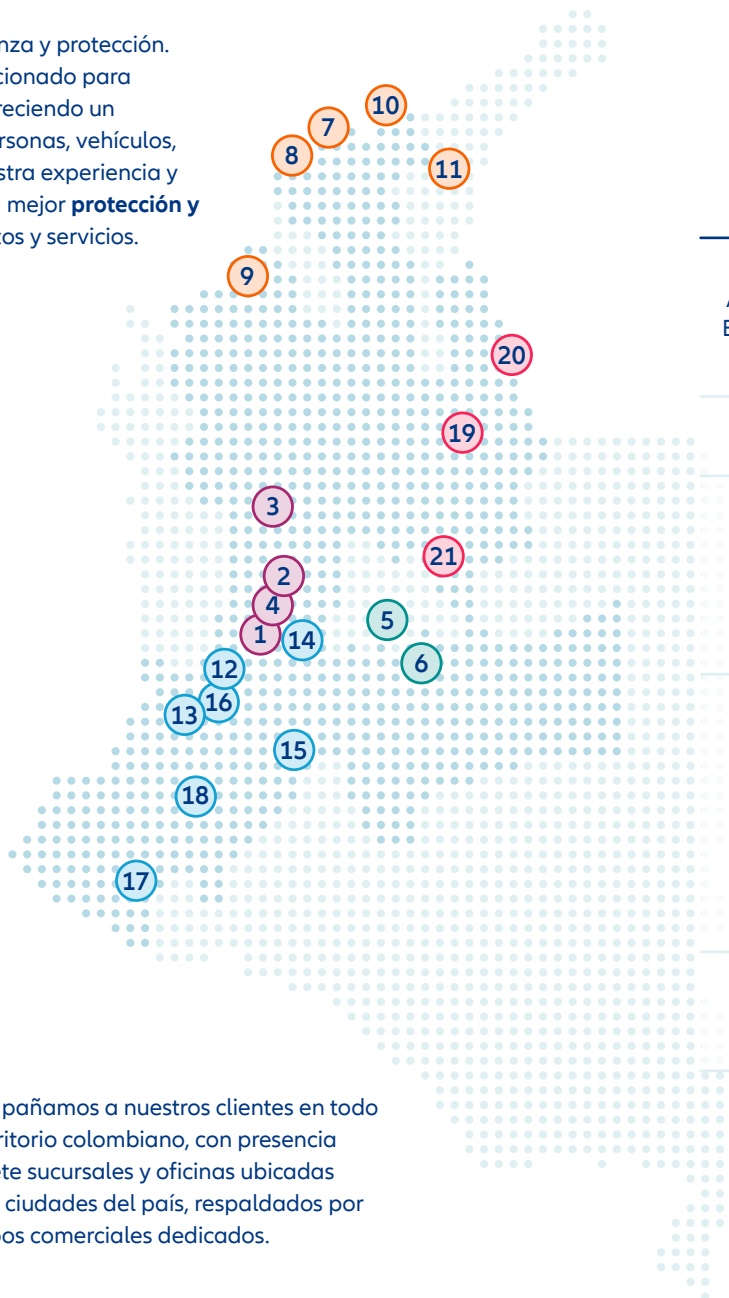 nza y protección.
cionado para
reciendo un
ersonas, vehículos,
stra experiencia y
mejor protección y
tos y servicios.
10
7
8
11
9
20
19
3
21
2
4
5
1
14
6
12
16
13
15
18
17
pañamos a nuestros clientes en todo
ritorio colombiano, con presencia
ete sucursales y oficinas ubicadas
ciudades del país, respaldados por
pos comerciales dedicados.